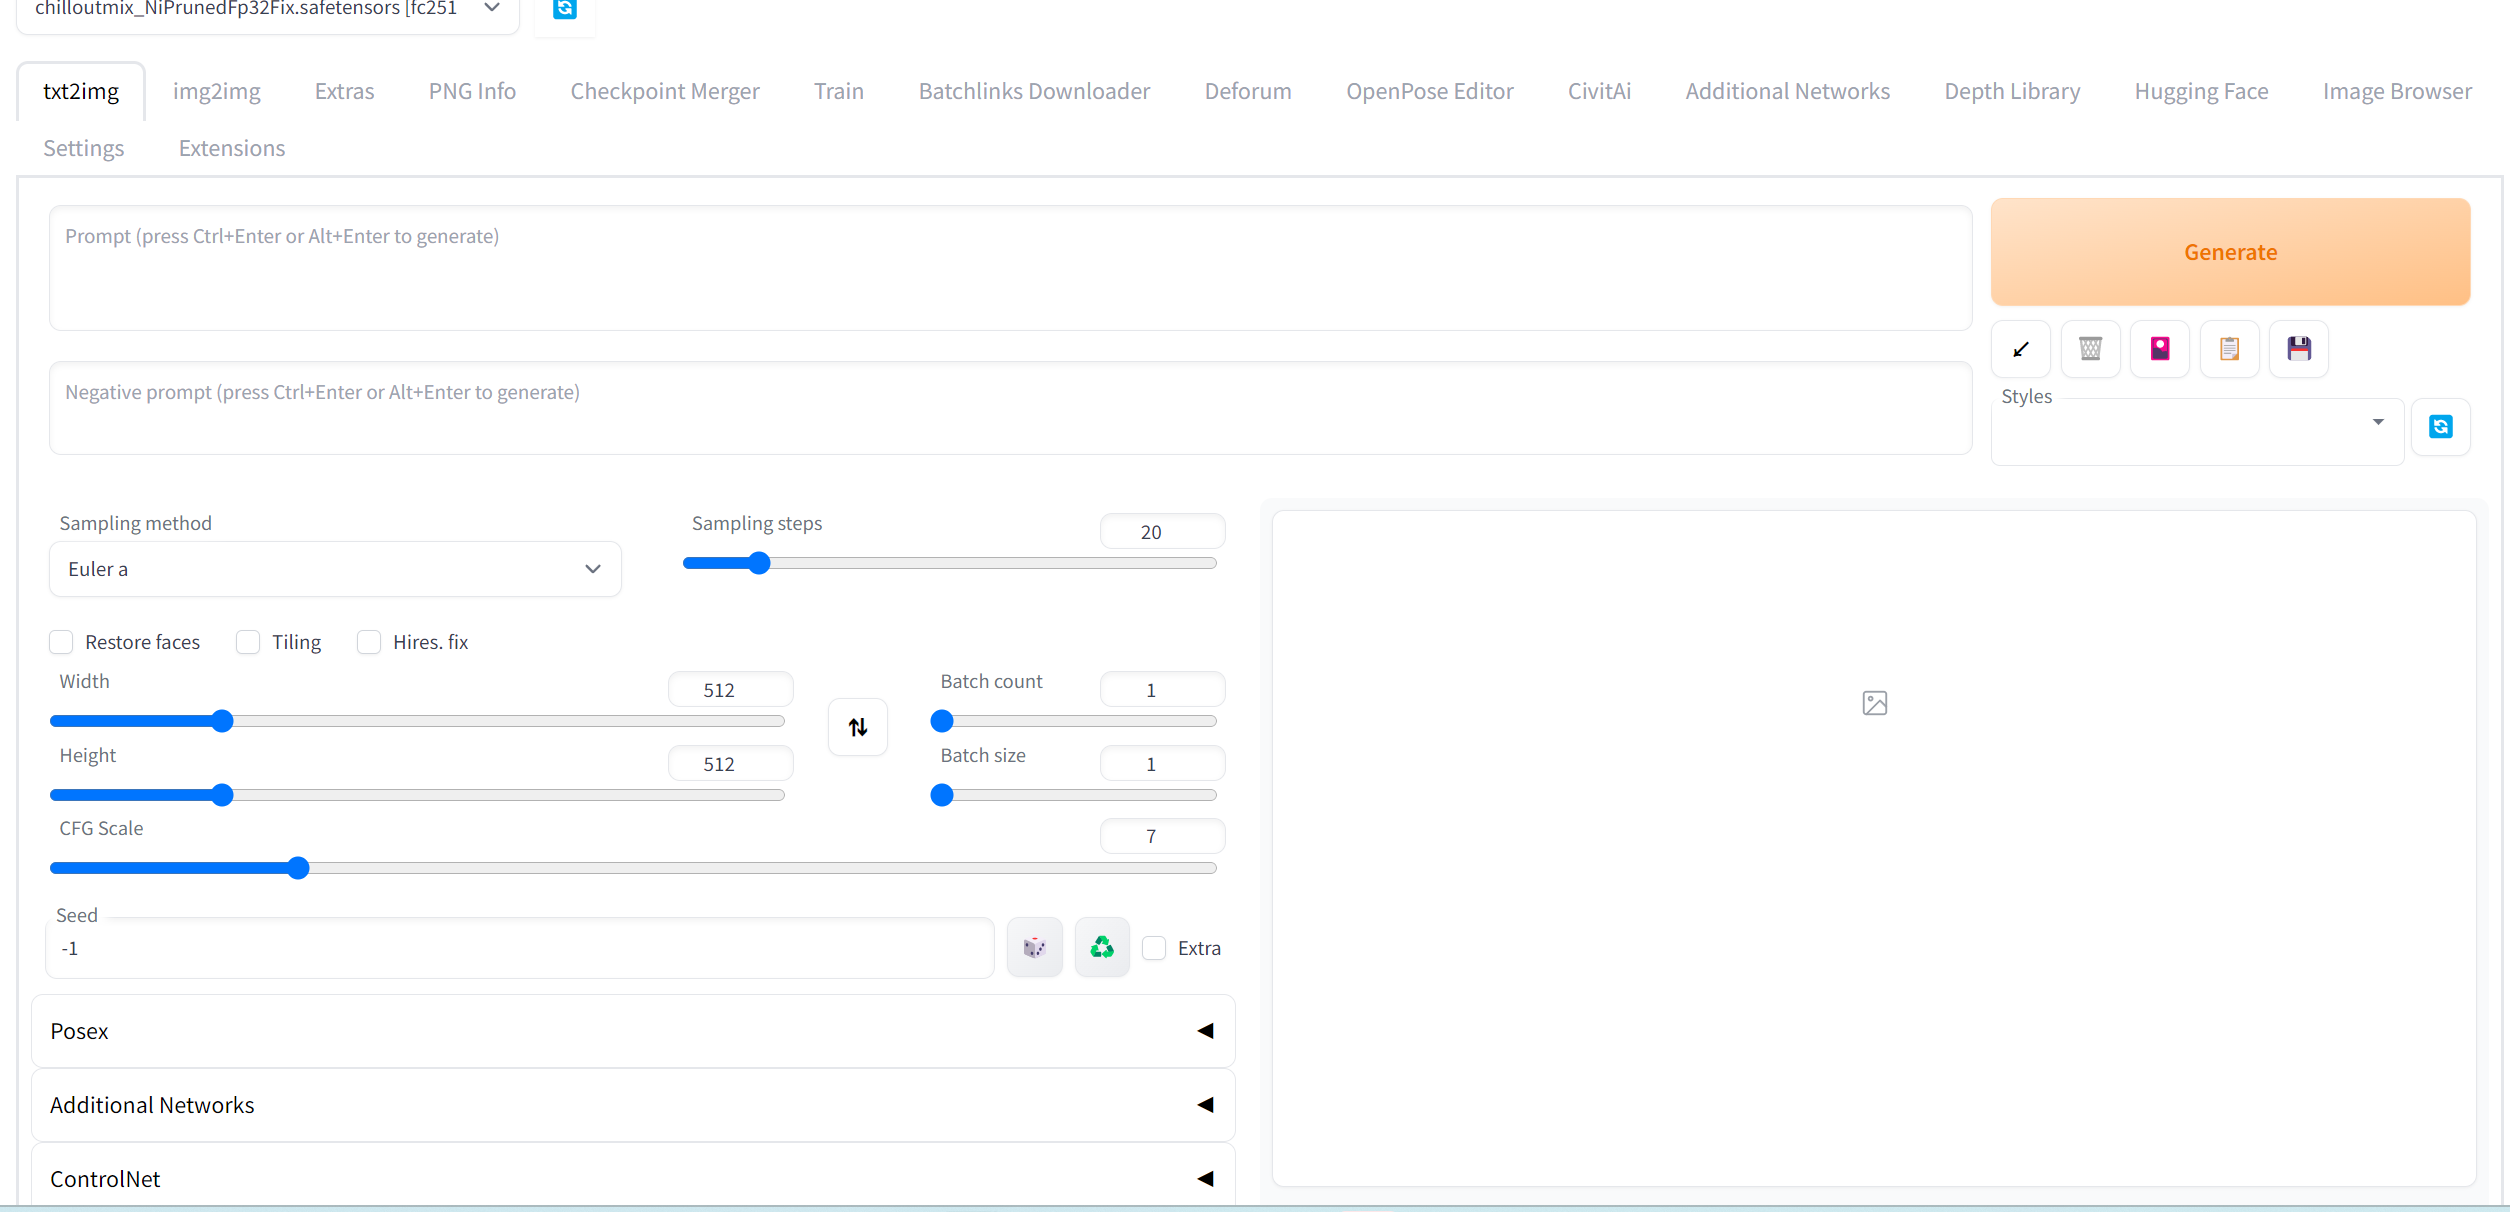 chilloutmix_NiPrunedFp32Fix.safetensors [fc251
txt2img img2img Extras PNG Info Checkpoint Merger Train Batchlinks Downloader Deforum OpenPose Editor CivitAi Additional Networks Depth Library Hugging Face Image Browser
Settings Extensions
Prompt (press Ctrl+Enter or Alt+Enter to generate)
Generate
Negative prompt (press Ctrl+Enter or Alt+Enter to generate)
Styles
Sampling method
Euler a
Sampling steps 20
Restore faces Tiling Hires. fix
Width 512
Batch count 1
Height 512
Batch size 1
CFG Scale 7
Seed
-1
Extra
Posex
Additional Networks
ControlNet